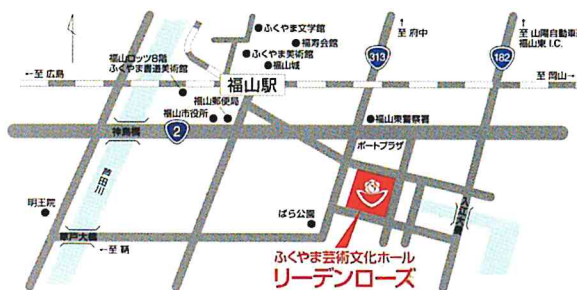 ふくやま文学館
福寿会館
ふくやま美術館
福山城
福山ロッツ8階
ふくやま書道美術館
←至 広島
福山駅
福山郵便局
福山市役所
313
↑至 府中
182
↑至 山陽自動車道
福山東 I.C.
至 岡山→
神島橋
2
福山東警察署
ポートプラザ
芦田川
明王院
草戸大橋
←至 鞆
ばら公園
入江大橋
ふくやま芸術文化ホール
リーデンローズ